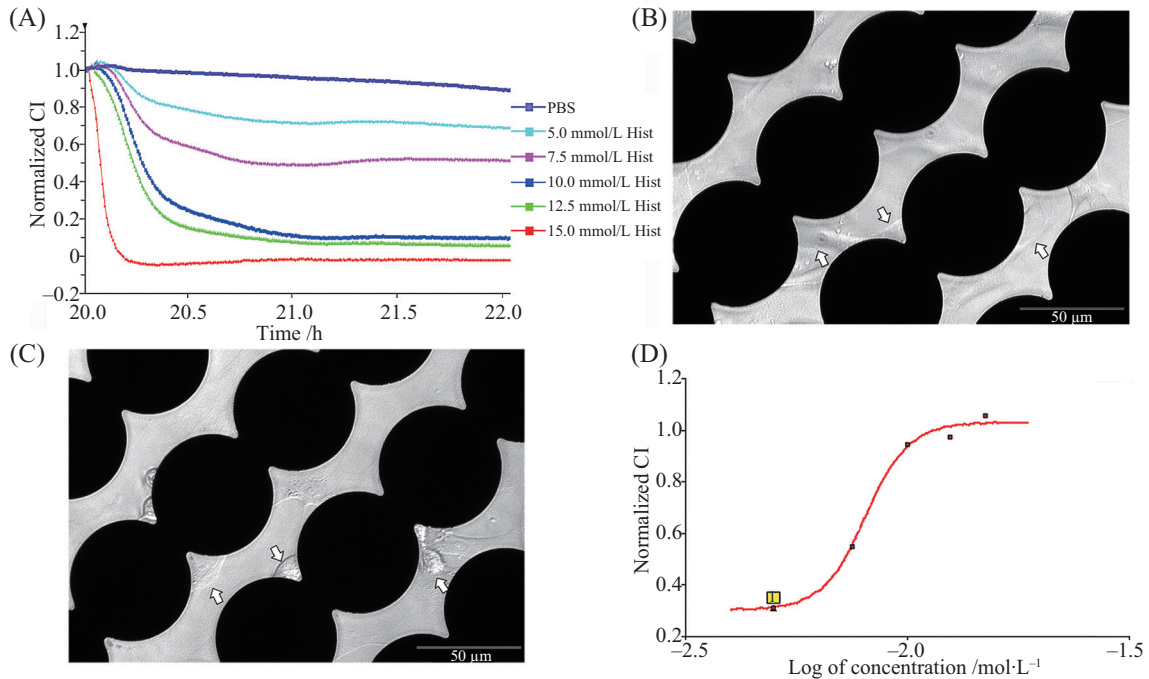 (A)
Normalized CI
1.2
1.0
0.8
0.6
0.4
0.2
0
–0.2
20.0
20.5
21.0
21.5
22.0
Time /h
PBS
5.0 mmol/L Hist
7.5 mmol/L Hist
10.0 mmol/L Hist
12.5 mmol/L Hist
15.0 mmol/L Hist
(B)
50 µm
(C)
50 µm
(D)
Normalized CI
1.2
1.0
0.8
0.6
0.4
0.2
–2.5
–2.0
–1.5
Log of concentration /mol·L⁻¹